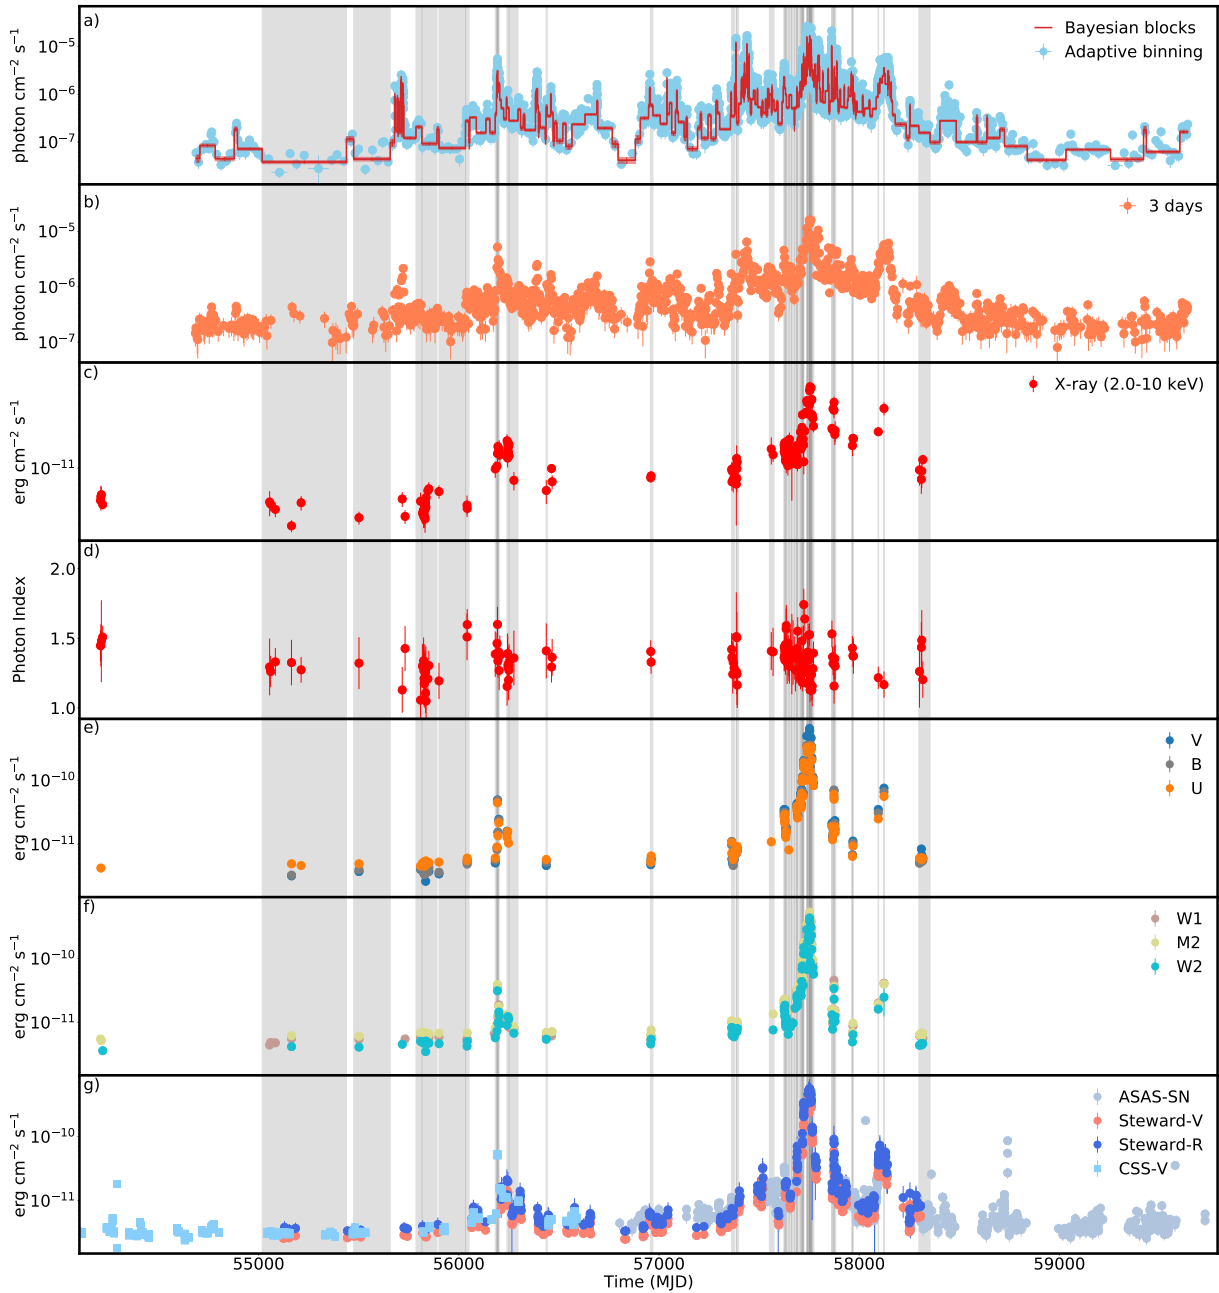 a)
Bayesian blocks
Adaptive binning
10⁻⁵
10⁻⁶
10⁻⁷
photon cm⁻² s⁻¹
b)
3 days
10⁻⁵
10⁻⁶
10⁻⁷
photon cm⁻² s⁻¹
c)
X-ray (2.0-10 keV)
10⁻¹¹
erg cm⁻² s⁻¹
d)
2.0
1.5
1.0
Photon Index
e)
V
B
U
10⁻¹⁰
10⁻¹¹
erg cm⁻² s⁻¹
f)
W1
M2
W2
10⁻¹⁰
10⁻¹¹
erg cm⁻² s⁻¹
g)
ASAS-SN
Steward-V
Steward-R
CSS-V
10⁻¹⁰
10⁻¹¹
erg cm⁻² s⁻¹
55000 56000 57000 58000 59000
Time (MJD)